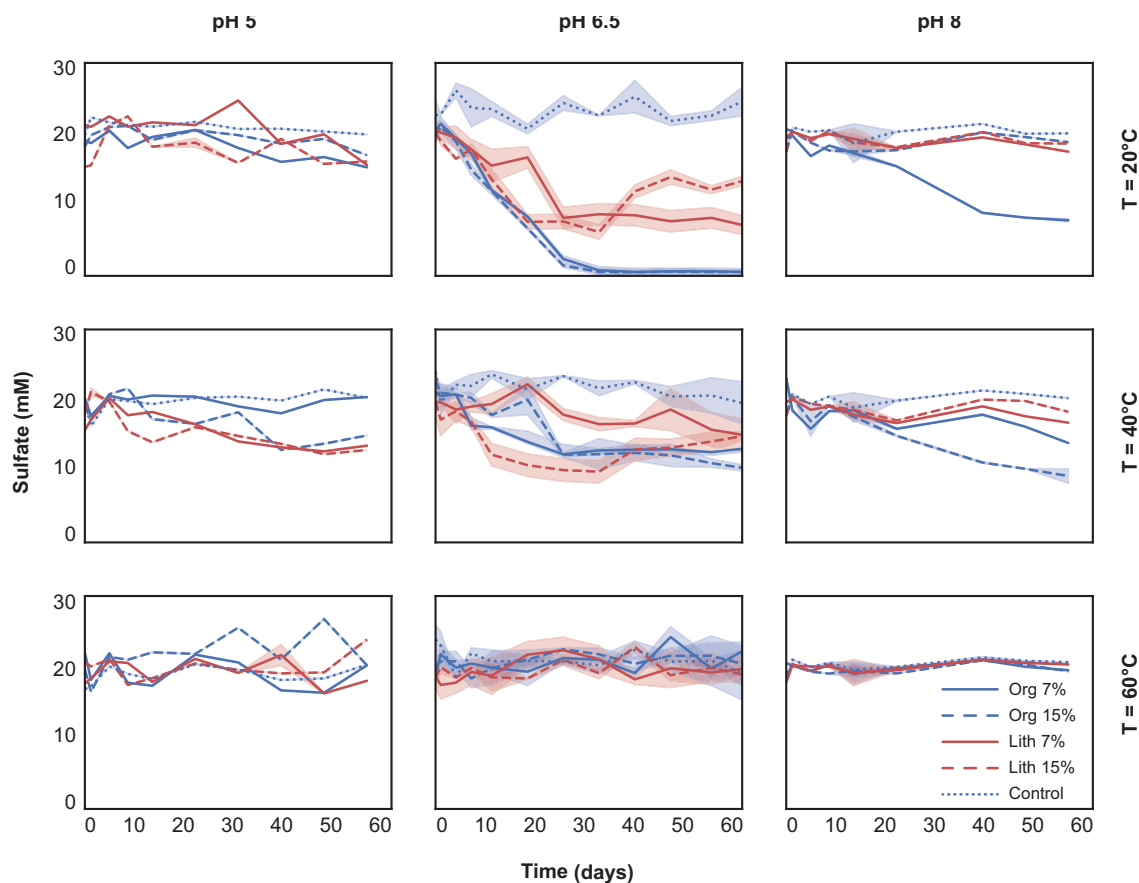 pH 5 pH 6.5 pH 8
30
20
10
0
T = 20°C
30
20
10
0
T = 40°C
Sulfate (mM)
30
20
10
0
T = 60°C
Org 7%
Org 15%
Lith 7%
Lith 15%
Control
0 10 20 30 40 50 60 0 10 20 30 40 50 60 0 10 20 30 40 50 60
Time (days)